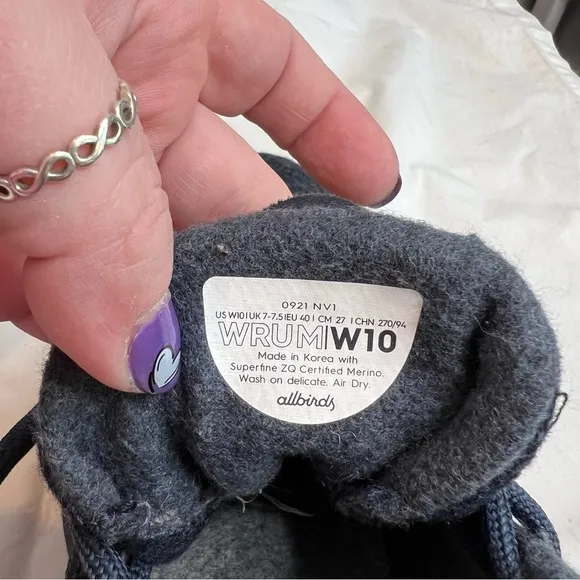 0921 NV1
US W10 | UK 7-7.5 | EU 40 | CM 27 | CHN 270/94
WRUM|W10
Made in Korea with
Superfine ZQ Certified Merino.
Wash on delicate. Air Dry.
allbirds